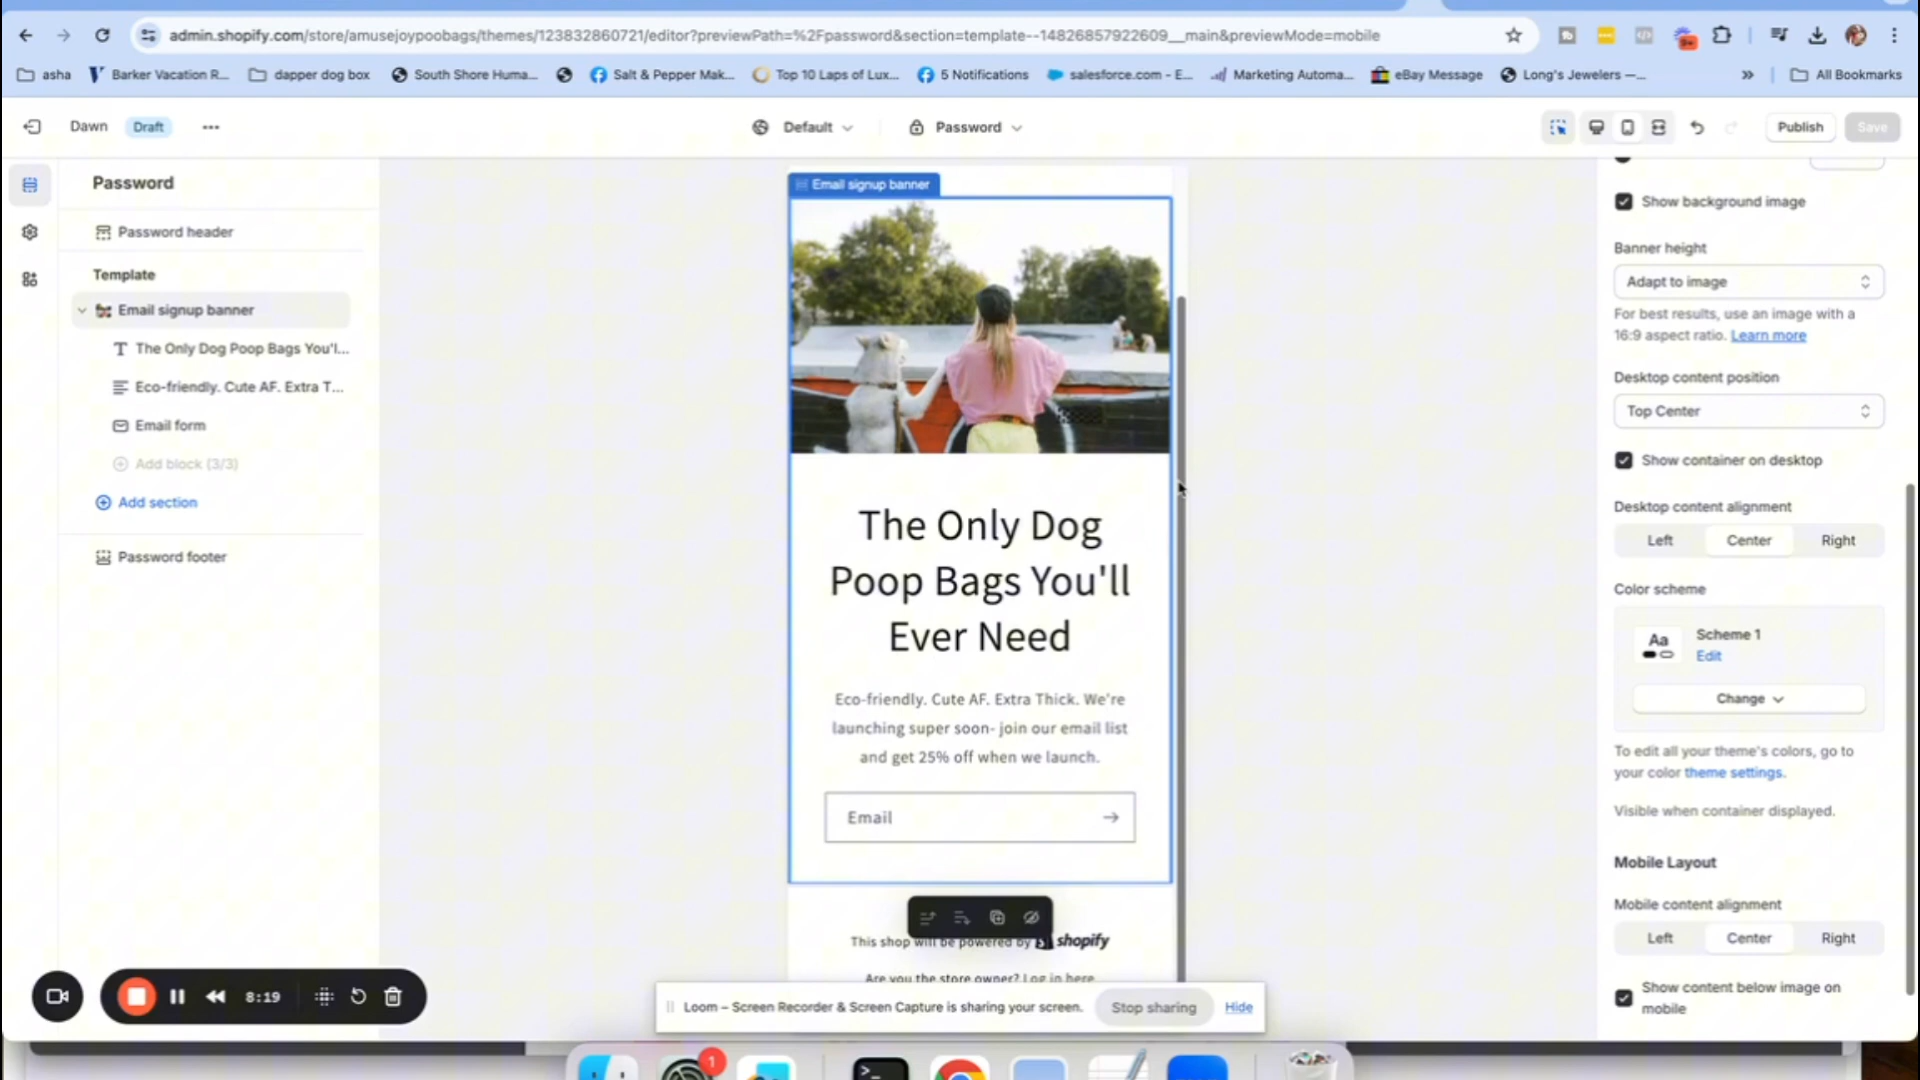 admin.shopify.com/store/amusejoypoobags/themes/123832860721/editor?previewPath=%2Fpassword&section=template--14826857922609__main&previewMode=mobile
9+
asha
Barker Vacation R...
dapper dog box
South Shore Huma...
Salt & Pepper Mak...
Top 10 Laps of Lux...
5 Notifications
salesforce.com - E...
Marketing Automa...
eBay Message
Long's Jewelers —...
»
All Bookmarks
Dawn
Draft
Default
Password
Publish
Save
Password
Password header
Template
Email signup banner
The Only Dog Poop Bags You'l...
Eco-friendly. Cute AF. Extra T...
Email form
Add block (3/3)
Add section
Password footer
Email signup banner
The Only Dog
Poop Bags You'll
Ever Need
Eco-friendly. Cute AF. Extra Thick. We're
launching super soon- join our email list
and get 25% off when we launch.
Email
This shop will be powered by shopify
Are you the store owner? Log in here
Show background image
Banner height
Adapt to image
For best results, use an image with a
16:9 aspect ratio. Learn more
Desktop content position
Top Center
Show container on desktop
Desktop content alignment
Left Center Right
Color scheme
Aa
Scheme 1
Edit
Change
To edit all your theme's colors, go to
your color theme settings.
Visible when container displayed.
Mobile Layout
Mobile content alignment
Left Center Right
Show content below image on
mobile
8:19
Loom – Screen Recorder & Screen Capture is sharing your screen.
Stop sharing
Hide
1